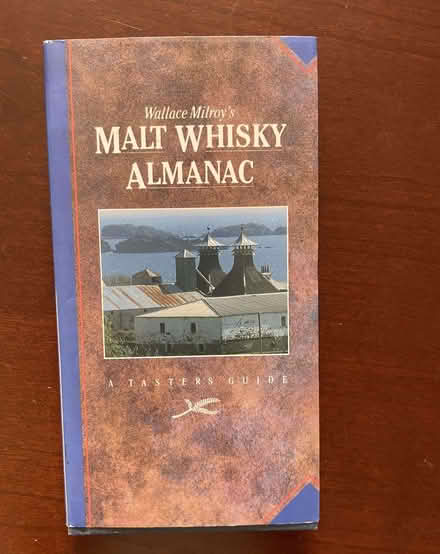 Wallace Milroy's
MALT WHISKY
ALMANAC
A TASTERS GUIDE